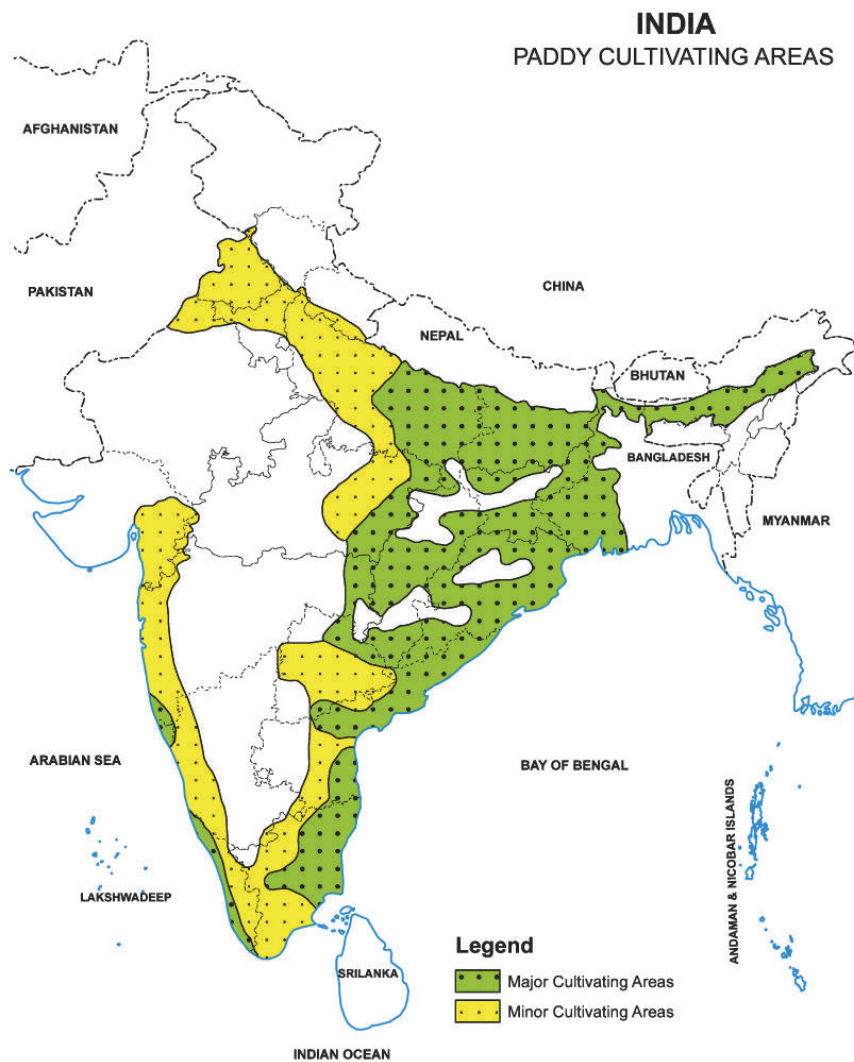 INDIA
PADDY CULTIVATING AREAS
AFGHANISTAN
PAKISTAN
CHINA
NEPAL
BHUTAN
BANGLADESH
MYANMAR
ARABIAN SEA
BAY OF BENGAL
ANDAMAN & NICOBAR ISLANDS
LAKSHWADEEP
Legend
SRILANKA
Major Cultivating Areas
Minor Cultivating Areas
INDIAN OCEAN